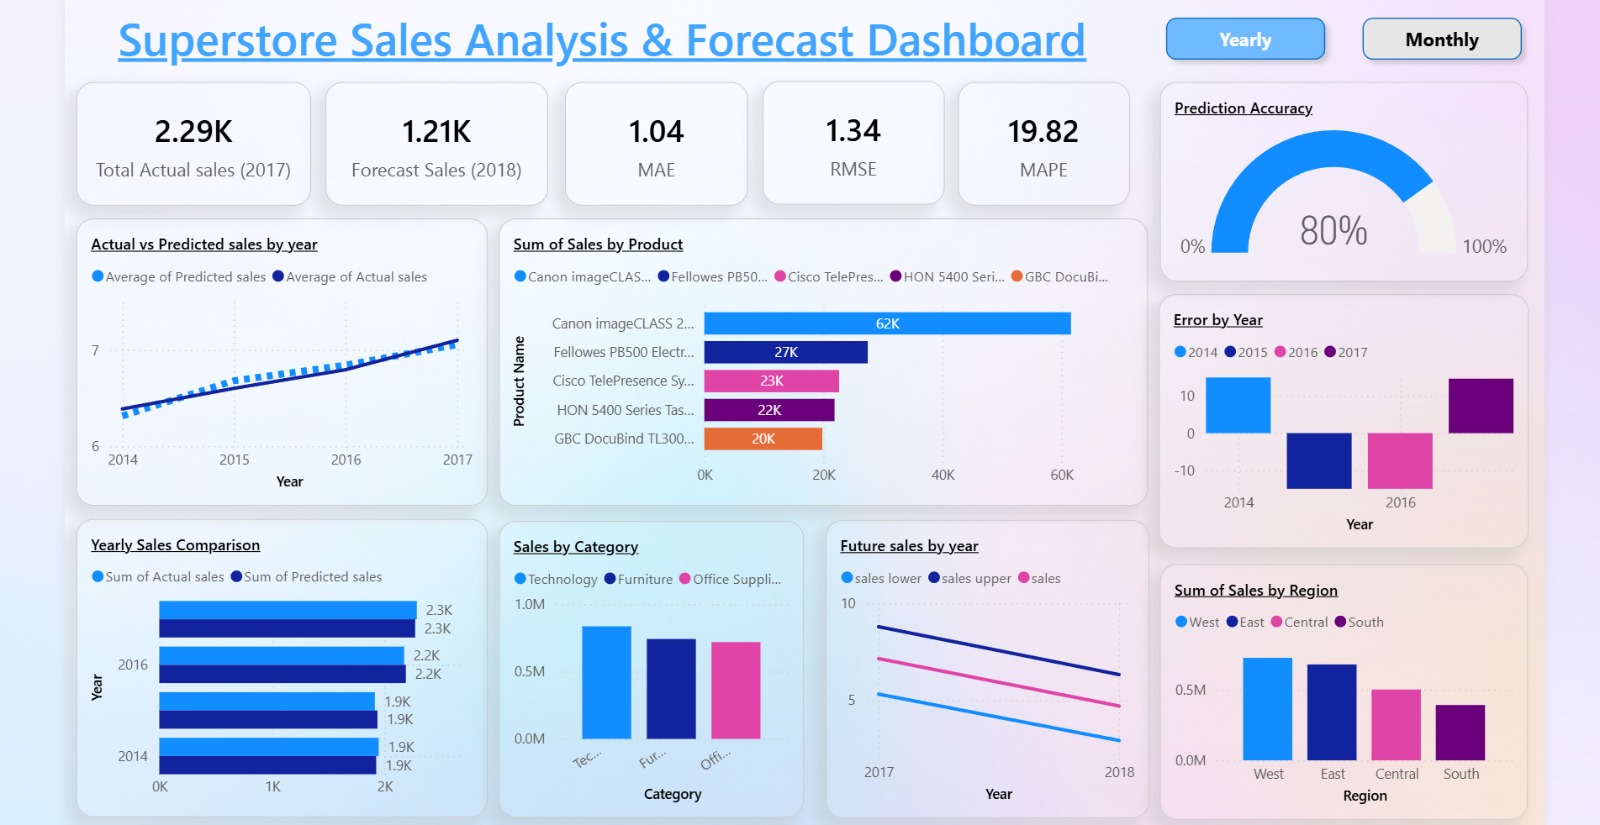 Superstore Sales Analysis & Forecast Dashboard
Yearly
Monthly
2.29K
Total Actual sales (2017)
1.21K
Forecast Sales (2018)
1.04
MAE
1.34
RMSE
19.82
MAPE
Prediction Accuracy
80%
0%
100%
Actual vs Predicted sales by year
Average of Predicted sales Average of Actual sales
7
6
2014 2015 2016 2017
Year
Sum of Sales by Product
Canon imageCLAS... Fellowes PB50... Cisco TelePres... HON 5400 Seri... GBC DocuBi...
Product Name
Canon imageCLASS 2... 62K
Fellowes PB500 Electr... 27K
Cisco TelePresence Sy... 23K
HON 5400 Series Tas... 22K
GBC DocuBind TL300... 20K
0K 20K 40K 60K
Error by Year
2014 2015 2016 2017
10
0
-10
2014 2016
Year
Yearly Sales Comparison
Sum of Actual sales Sum of Predicted sales
Year
2.3K
2.3K
2016
2.2K
2.2K
1.9K
1.9K
2014
1.9K
1.9K
0K 1K 2K
Sales by Category
Technology Furniture Office Suppli...
1.0M
0.5M
0.0M
Tec... Fur... Offi...
Category
Future sales by year
sales lower sales upper sales
10
5
2017 2018
Year
Sum of Sales by Region
West East Central South
0.5M
0.0M
West East Central South
Region